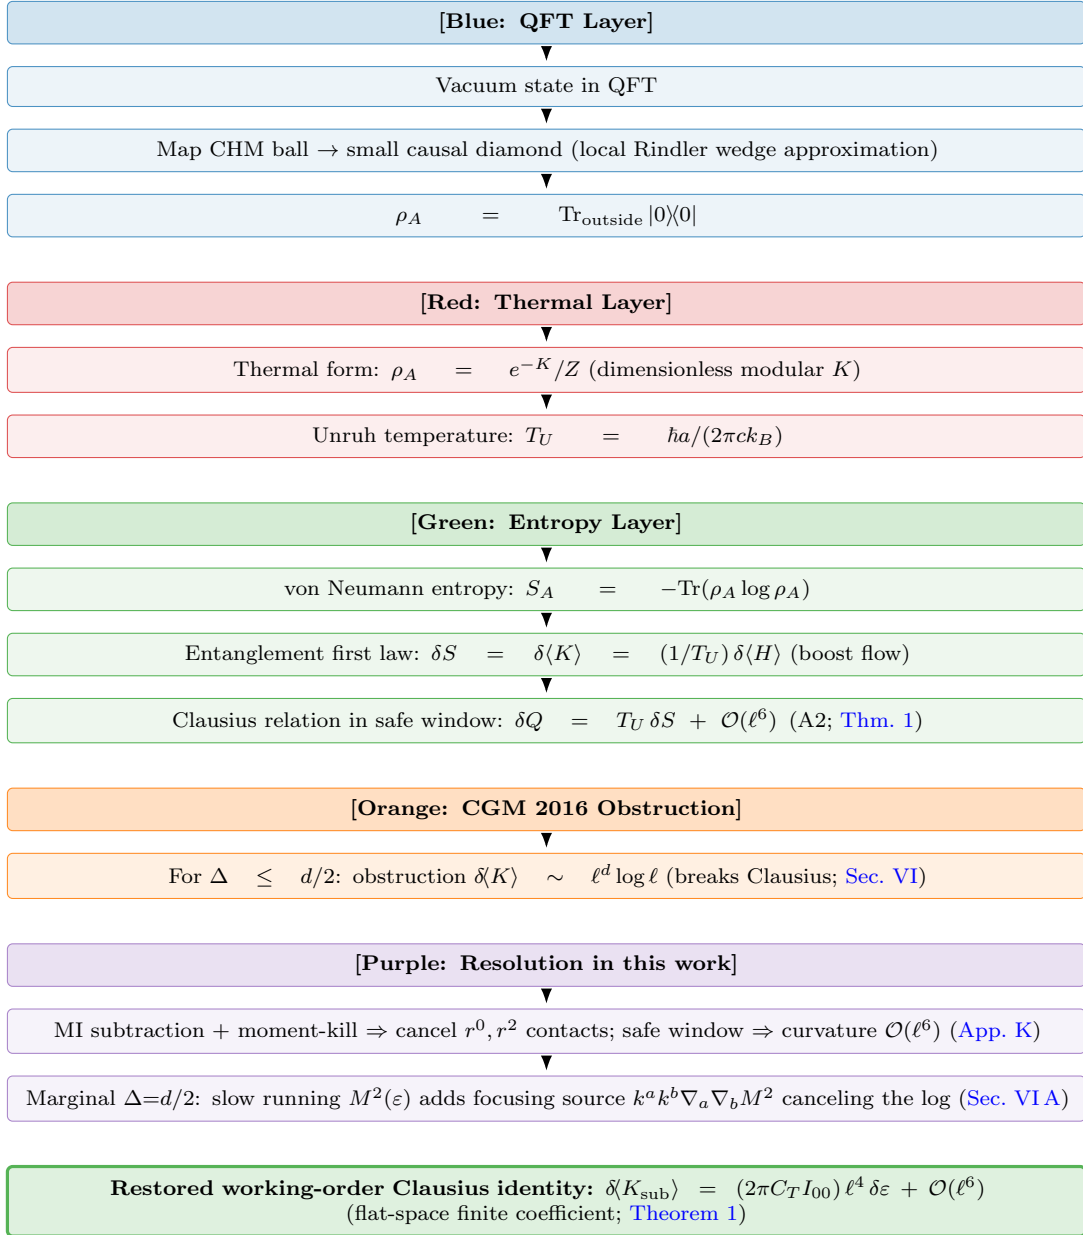 [Blue: QFT Layer]
Vacuum state in QFT
Map CHM ball → small causal diamond (local Rindler wedge approximation)
ρ_A = Tr_outside |0⟩⟨0|
[Red: Thermal Layer]
Thermal form: ρ_A = e^{−K}/Z (dimensionless modular K)
Unruh temperature: T_U = ℏa/(2πck_B)
[Green: Entropy Layer]
von Neumann entropy: S_A = −Tr(ρ_A log ρ_A)
Entanglement first law: δS = δ⟨K⟩ = (1/T_U) δ⟨H⟩ (boost flow)
Clausius relation in safe window: δQ = T_U δS + 𝒪(ℓ^6) (A2; Thm. 1)
[Orange: CGM 2016 Obstruction]
For Δ ≤ d/2: obstruction δ⟨K⟩ ∼ ℓ^d log ℓ (breaks Clausius; Sec. VI)
[Purple: Resolution in this work]
MI subtraction + moment-kill ⇒ cancel r^0, r^2 contacts; safe window ⇒ curvature 𝒪(ℓ^6) (App. K)
Marginal Δ=d/2: slow running M^2(ε) adds focusing source k^a k^b ∇_a ∇_b M^2 canceling the log (Sec. VI A)
Restored working-order Clausius identity: δ⟨K_sub⟩ = (2πC_T I_00) ℓ^4 δε + 𝒪(ℓ^6)
(flat-space finite coefficient; Theorem 1)